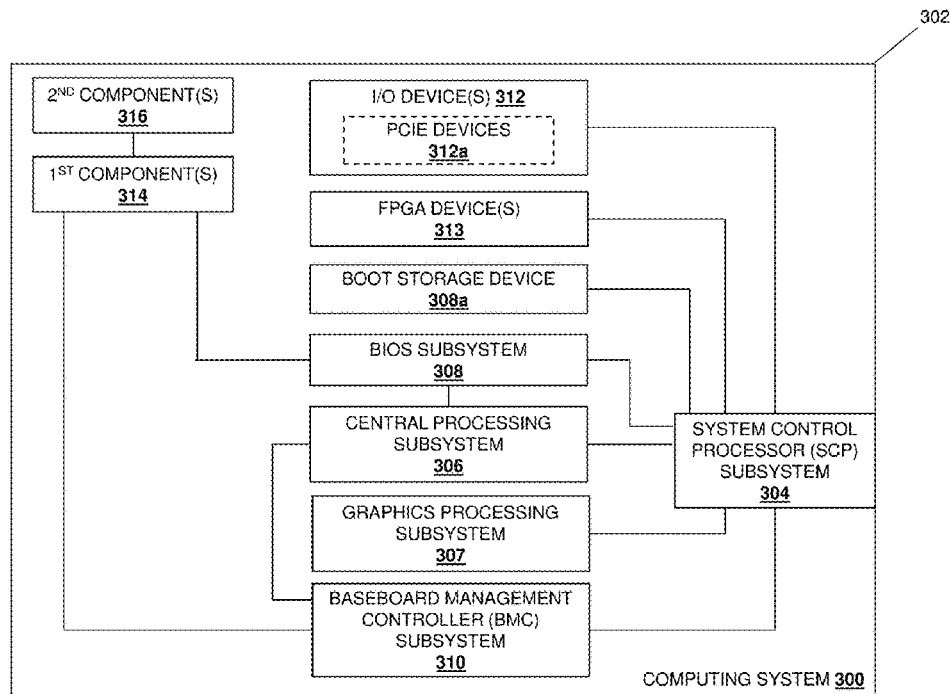 302
2ND COMPONENT(S)
316
1ST COMPONENT(S)
314
I/O DEVICE(S) 312
PCIE DEVICES
312a
FPGA DEVICE(S)
313
BOOT STORAGE DEVICE
308a
BIOS SUBSYSTEM
308
CENTRAL PROCESSING
SUBSYSTEM
306
GRAPHICS PROCESSING
SUBSYSTEM
307
BASEBOARD MANAGEMENT
CONTROLLER (BMC)
SUBSYSTEM
310
SYSTEM CONTROL
PROCESSOR (SCP)
SUBSYSTEM
304
COMPUTING SYSTEM 300